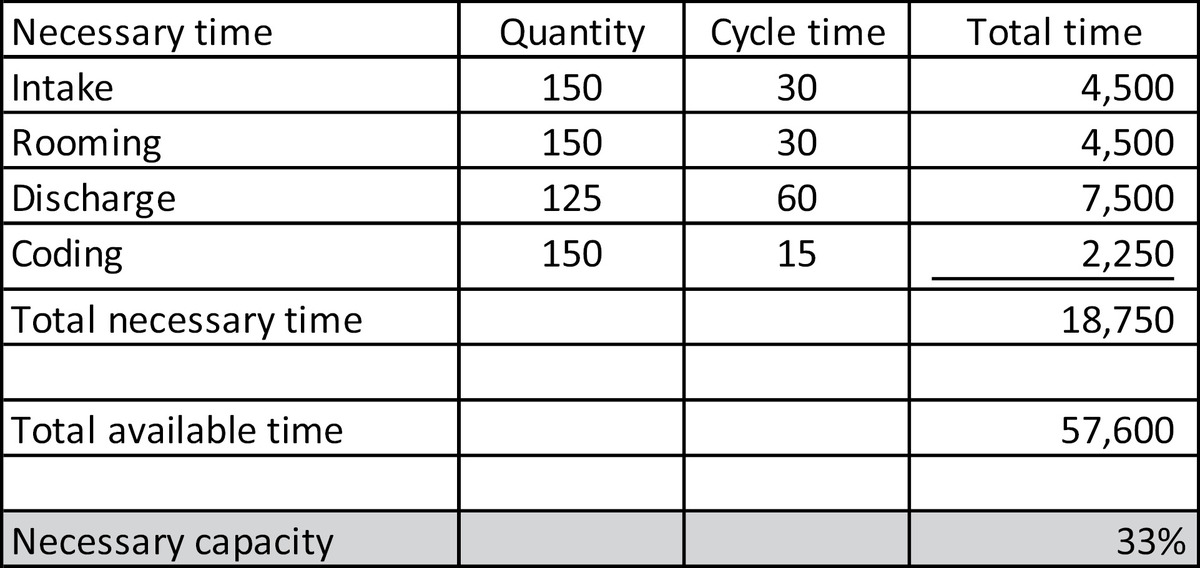 Necessary time Quantity Cycle time Total time
Intake 150 30 4,500
Rooming 150 30 4,500
Discharge 125 60 7,500
Coding 150 15 2,250
Total necessary time 18,750
Total available time 57,600
Necessary capacity 33%